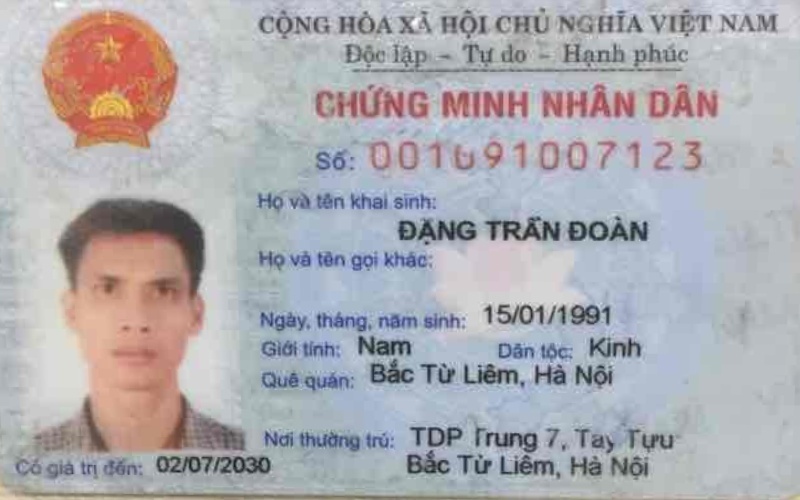 CỘNG HÒA XÃ HỘI CHỦ NGHĨA VIỆT NAM
Độc lập - Tự do - Hạnh phúc
CHỨNG MINH NHÂN DÂN
Số: 001091007123
Họ và tên khai sinh:
ĐẶNG TRẦN ĐOÀN
Họ và tên gọi khác:
Ngày, tháng, năm sinh: 15/01/1991
Giới tính: Nam Dân tộc: Kinh
Quê quán: Bắc Từ Liêm, Hà Nội
Nơi thường trú: TDP Trung 7, Tay Tựu
Bắc Từ Liêm, Hà Nội
Có giá trị đến: 02/07/2030